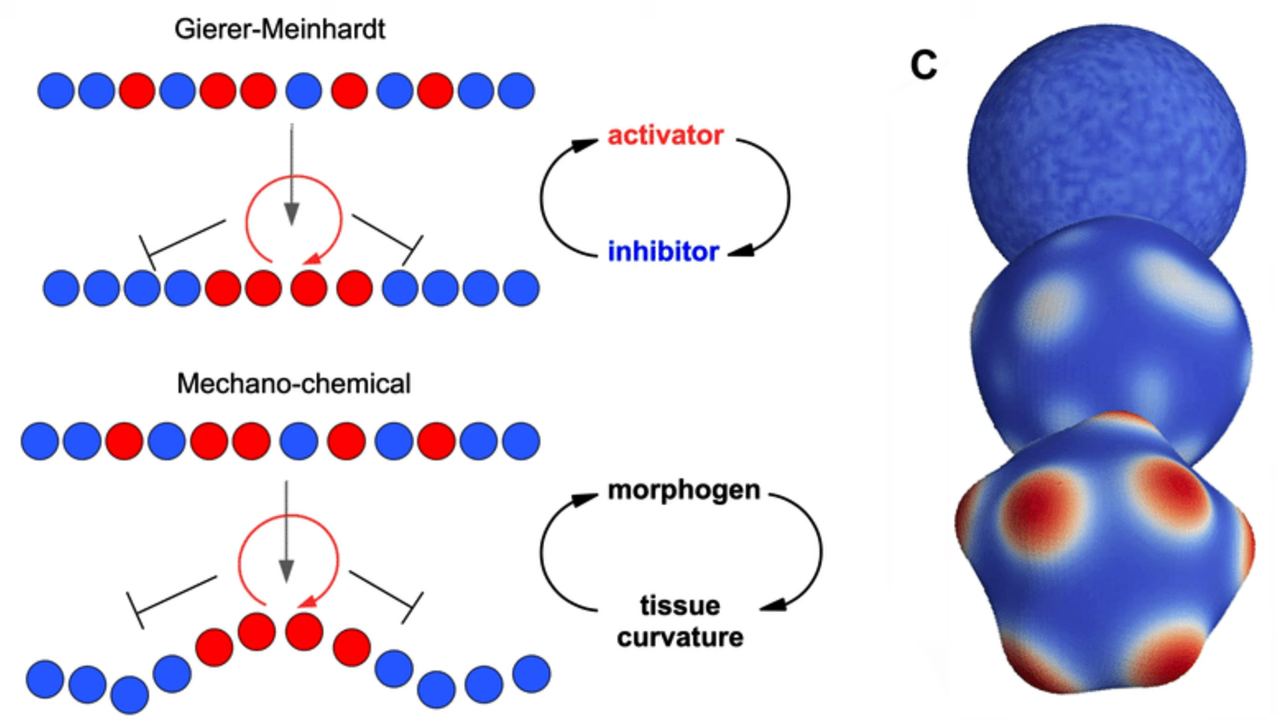 Gierer-Meinhardt
activator
inhibitor
Mechano-chemical
morphogen
tissue
curvature
C